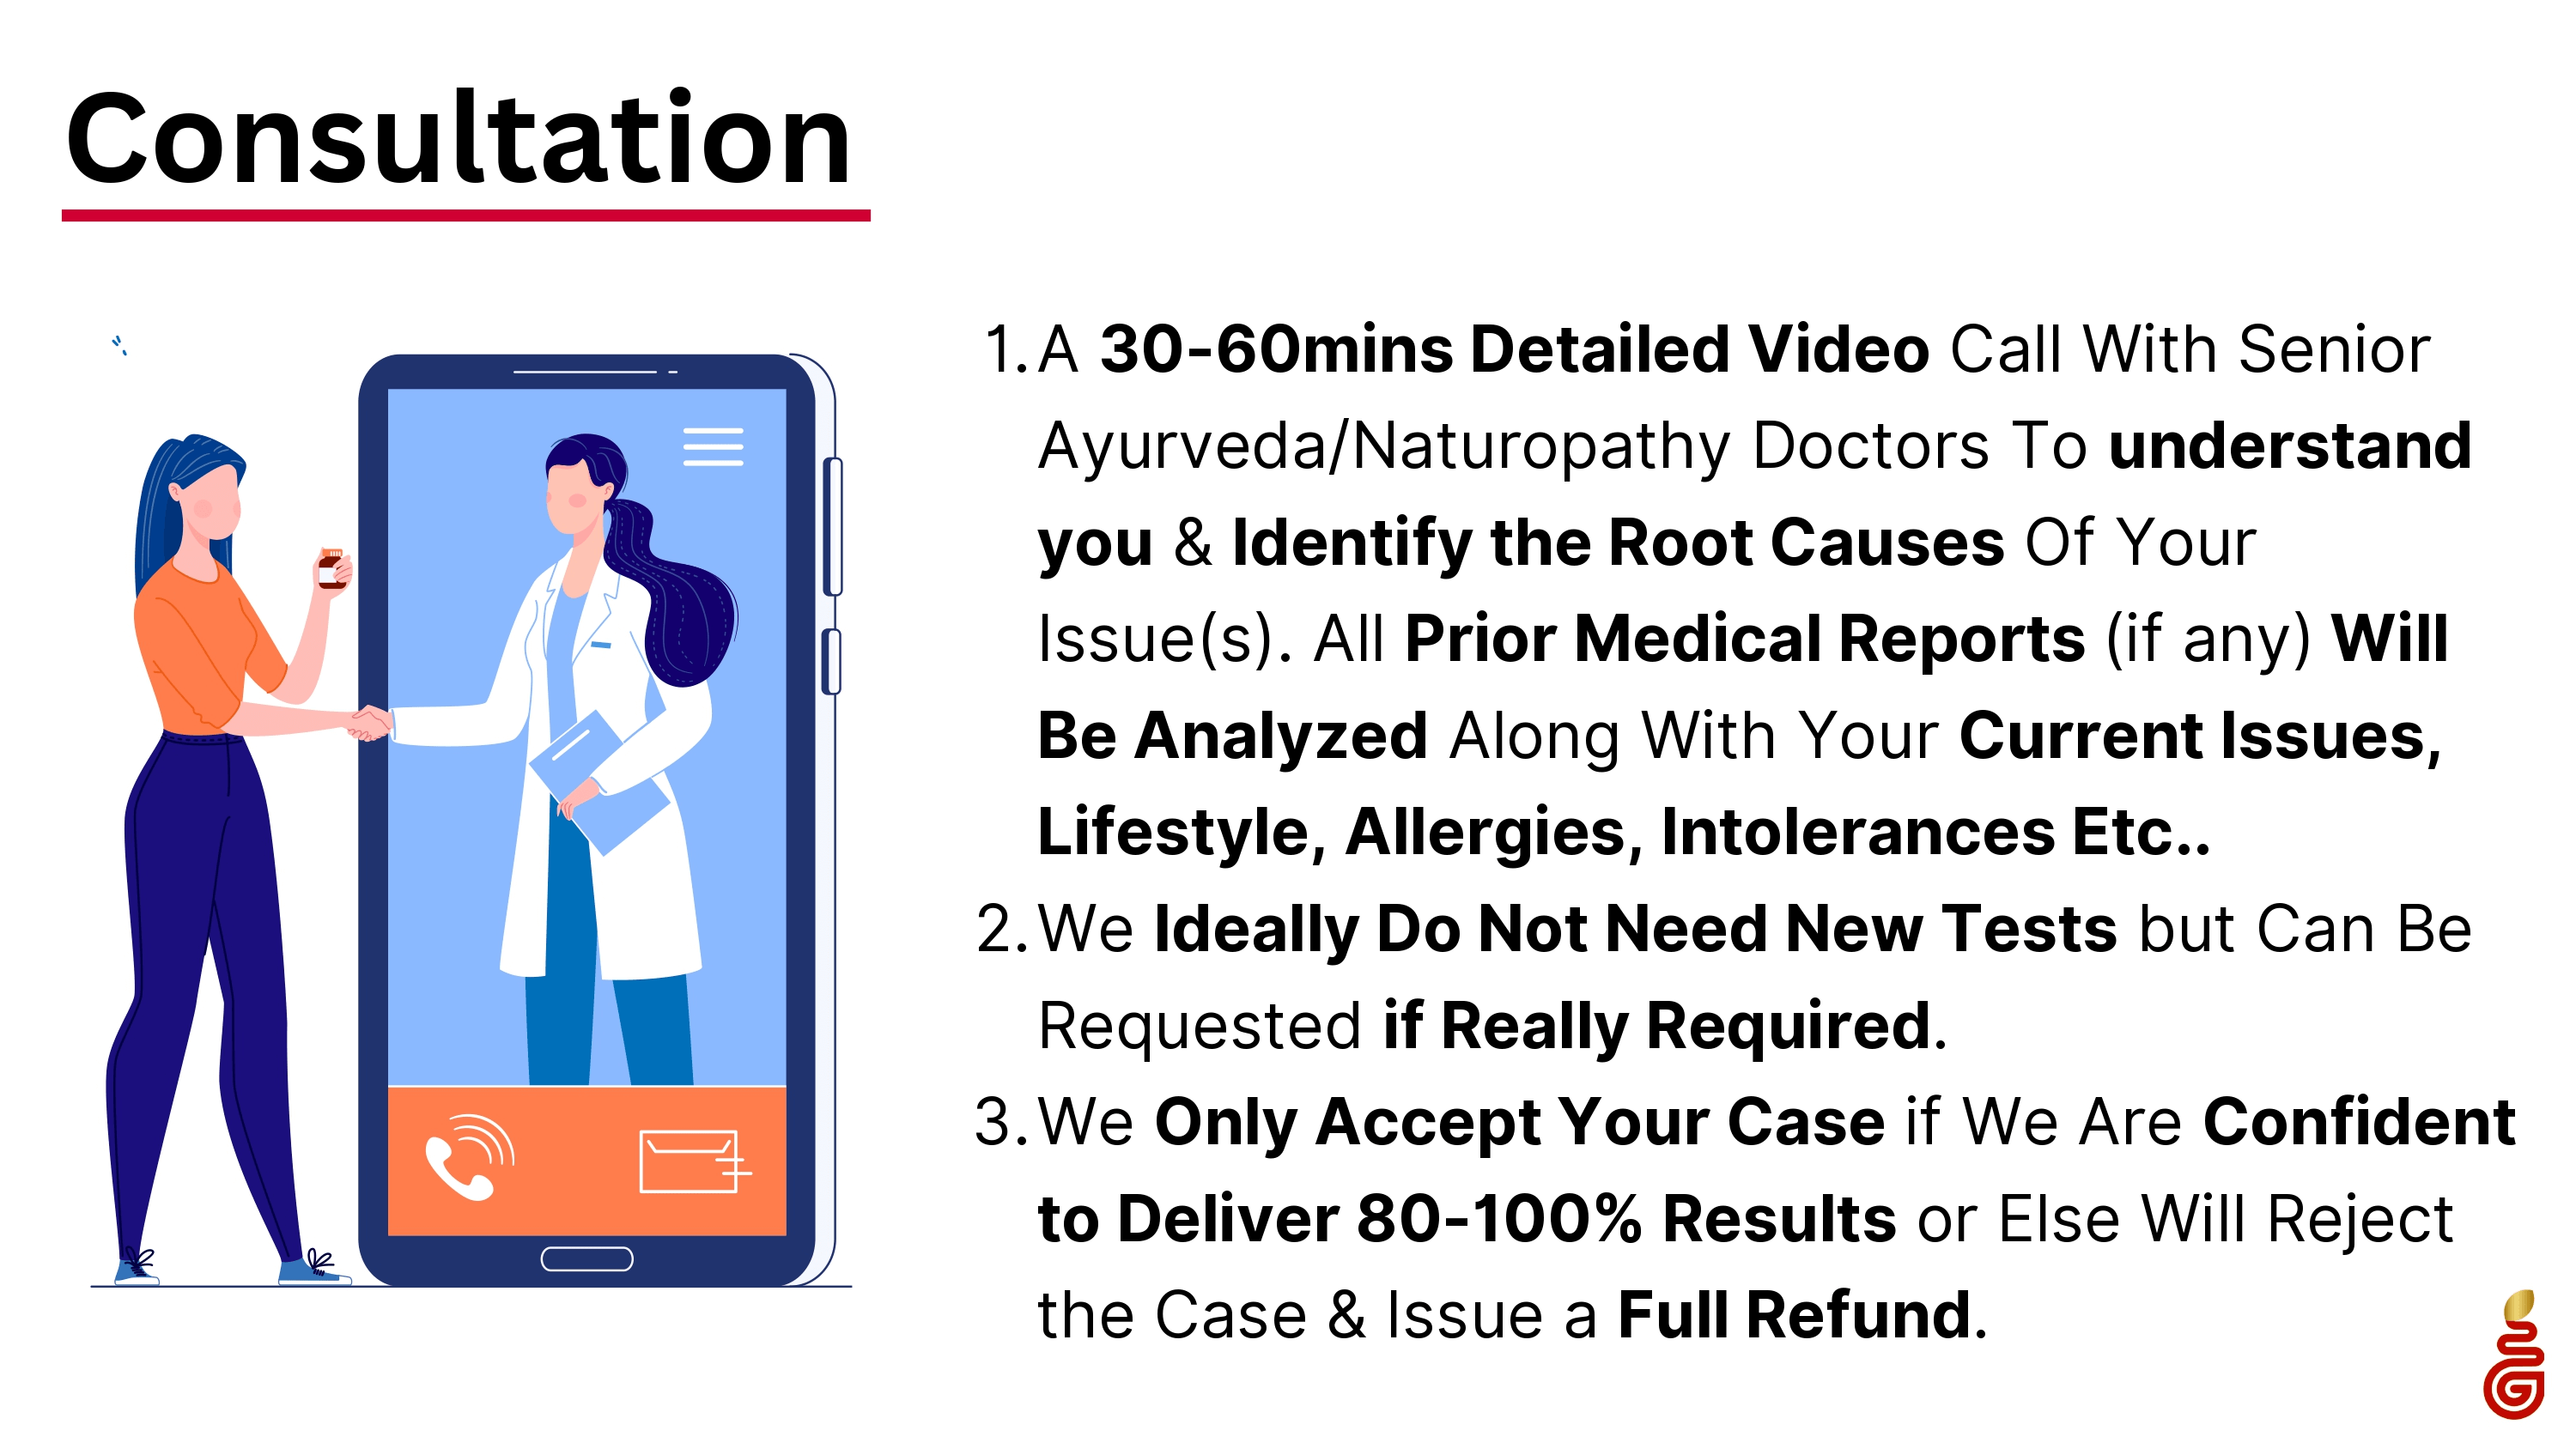 Consultation
1. A 30-60mins Detailed Video Call With Senior
Ayurveda/Naturopathy Doctors To understand
you & Identify the Root Causes Of Your
Issue(s). All Prior Medical Reports (if any) Will
Be Analyzed Along With Your Current Issues,
Lifestyle, Allergies, Intolerances Etc..
2. We Ideally Do Not Need New Tests but Can Be
Requested if Really Required.
3. We Only Accept Your Case if We Are Confident
to Deliver 80-100% Results or Else Will Reject
the Case & Issue a Full Refund.